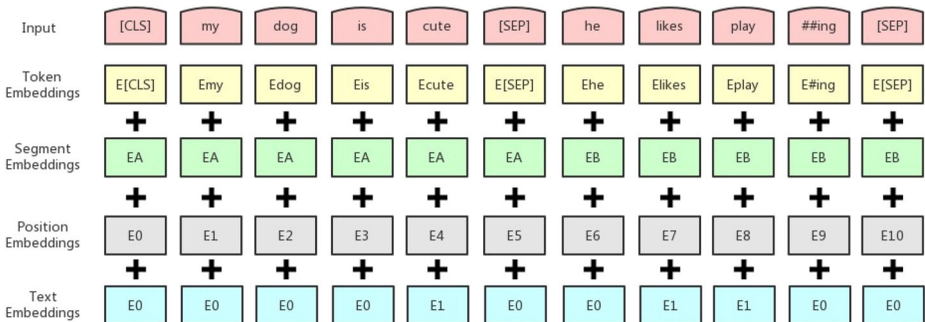 Input [CLS] my dog is cute [SEP] he likes play ##ing [SEP]
Token
Embeddings
E[CLS] Emy Edog Eis Ecute E[SEP] Ehe Elikes Eplay E#ing E[SEP]
+ + + + + + + + + + +
Segment
Embeddings
EA EA EA EA EA EA EB EB EB EB EB
+ + + + + + + + + + +
Position
Embeddings
E0 E1 E2 E3 E4 E5 E6 E7 E8 E9 E10
+ + + + + + + + + + +
Text
Embeddings
E0 E0 E0 E0 E1 E0 E0 E1 E1 E0 E0